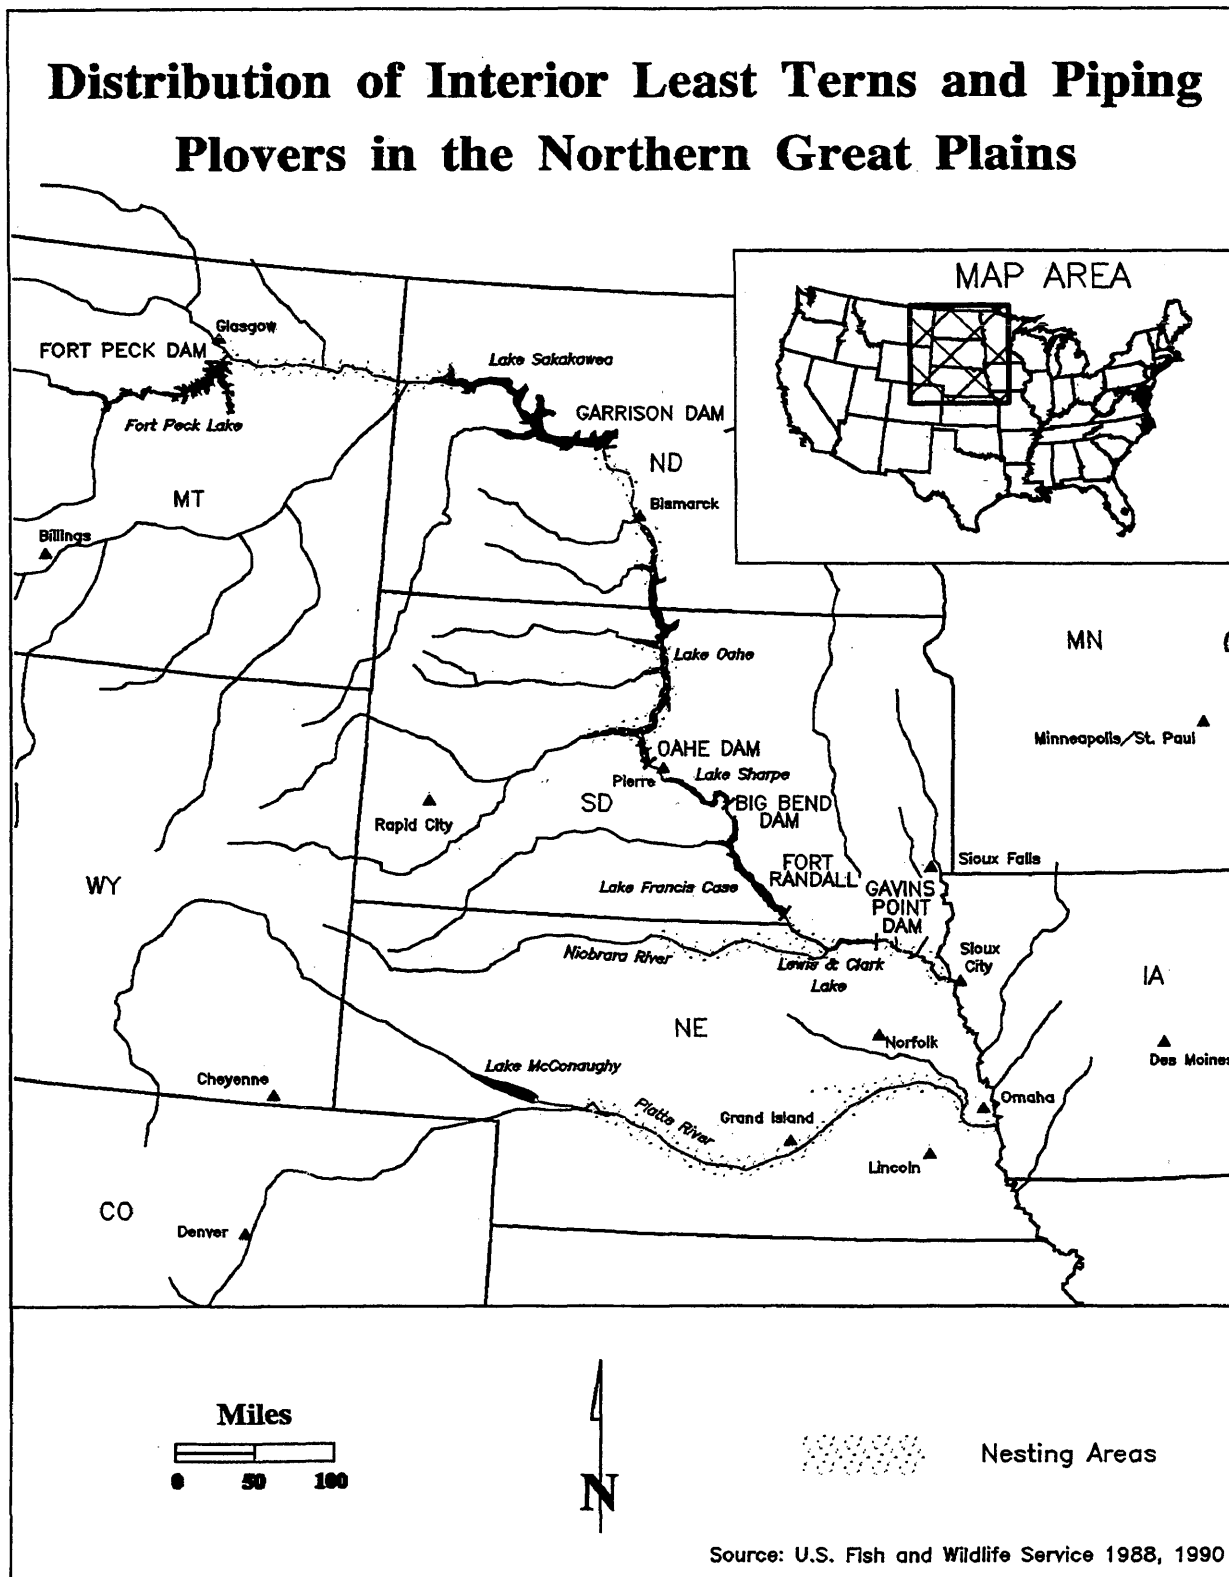 Distribution of Interior Least Terns and Piping
Plovers in the Northern Great Plains
MAP AREA
Glasgow
FORT PECK DAM
Fort Peck Lake
Lake Sakakawea
GARRISON DAM
ND
MT
Bismarck
Billings
Lake Oahe
MN
Minneapolis/St. Paul
OAHE DAM
Pierre
Lake Sharpe
SD
BIG BEND
DAM
Rapid City
Sioux Falls
FORT
RANDALL
WY
Lake Francis Case
GAVINS
POINT
DAM
Niobrara River
Lewis & Clark
Lake
Sioux
City
IA
NE
Norfolk
Des Moines
Lake McConaughy
Cheyenne
Omaha
Platte River
Grand Island
Lincoln
CO
Denver
Miles
0 50 100
N
Nesting Areas
Source: U.S. Fish and Wildlife Service 1988, 1990